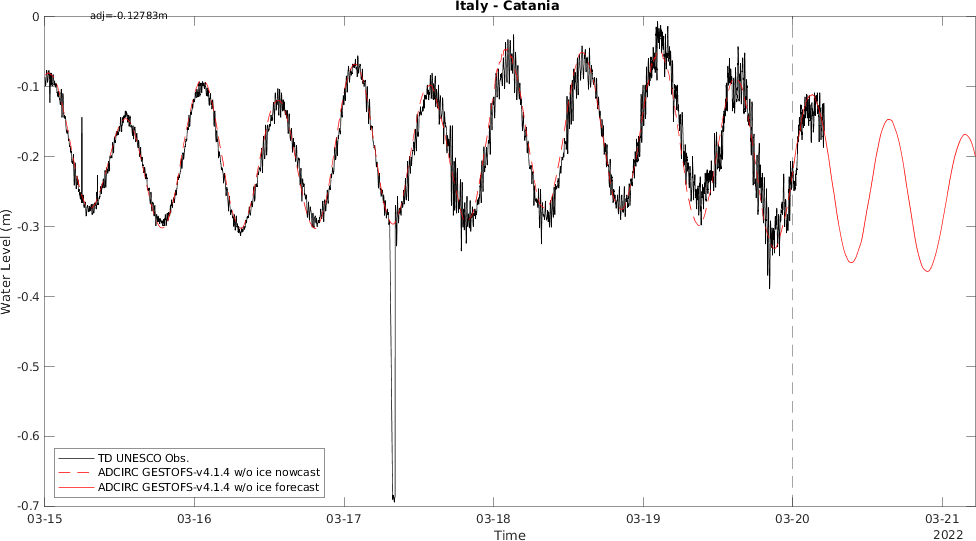 Italy - Catania
adj=-0.12783m
0
-0.1
-0.2
-0.3
-0.4
-0.5
-0.6
-0.7
Water Level (m)
TD UNESCO Obs.
ADCIRC GESTOFS-v4.1.4 w/o ice nowcast
ADCIRC GESTOFS-v4.1.4 w/o ice forecast
03-15 03-16 03-17 03-18 03-19 03-20 03-21
Time
2022